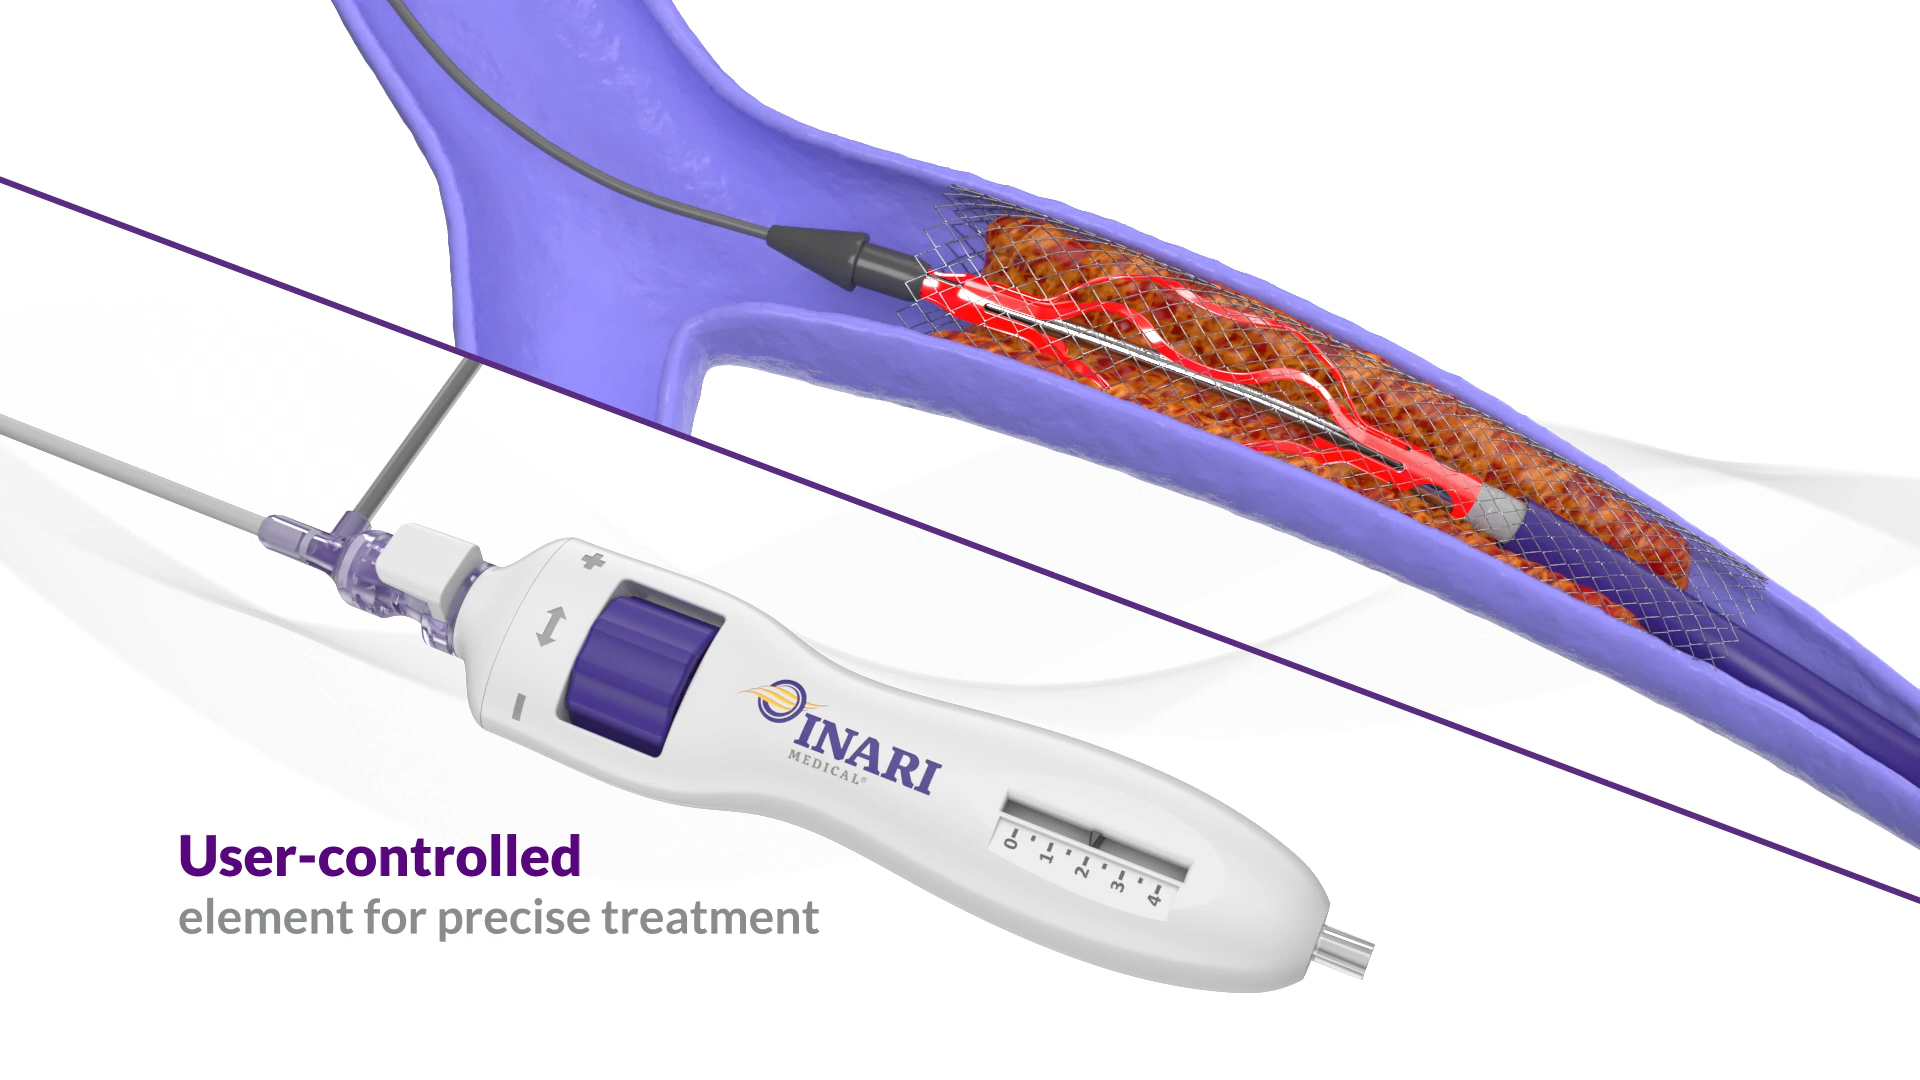 +
-
INARI
MEDICAL®
0 1 2 3 4
User-controlled
element for precise treatment